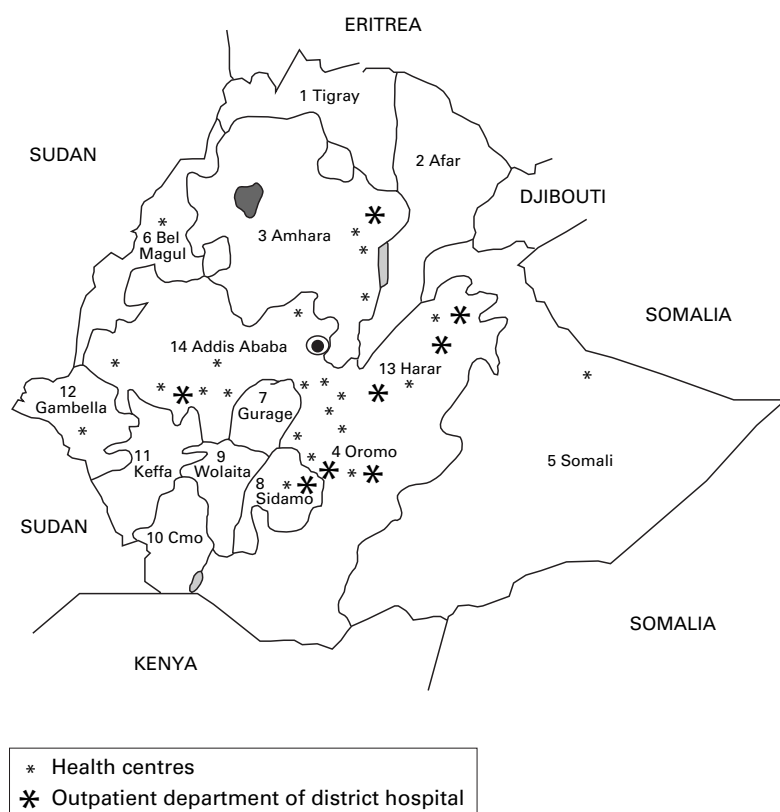 ERITREA
1 Tigray
SUDAN
2 Afar
DJIBOUTI
3 Amhara
6 Bel
Magul
SOMALIA
14 Addis Ababa
13 Harar
12
Gambella
7
Gurage
11
Keffa
9
Wolaita
4 Oromo
5 Somali
8
Sidamo
SUDAN
10 Cmo
SOMALIA
KENYA
* Health centres
* Outpatient department of district hospital